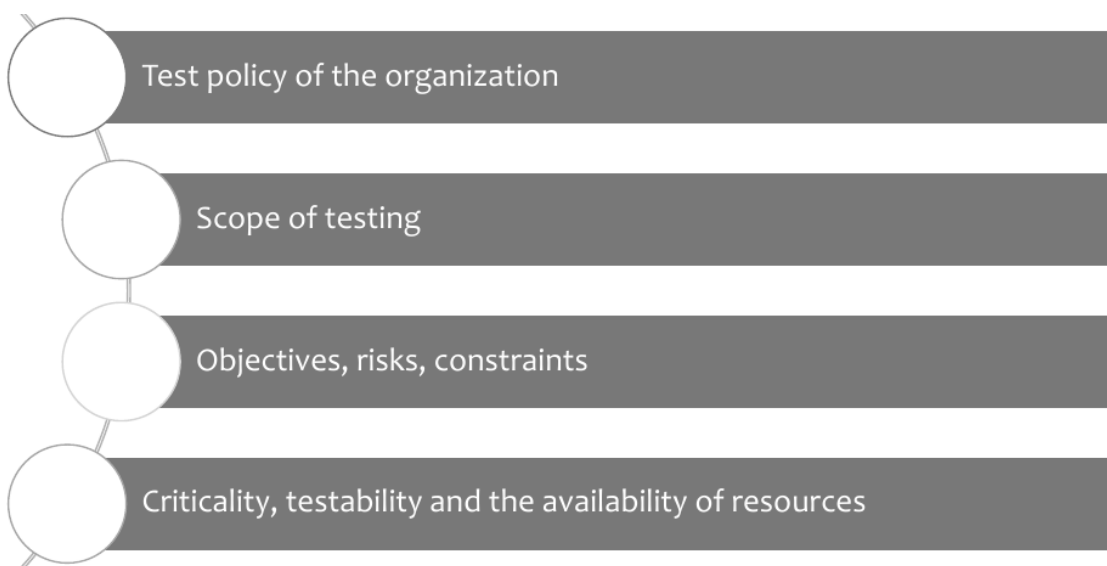 Test policy of the organization
Scope of testing
Objectives, risks, constraints
Criticality, testability and the availability of resources